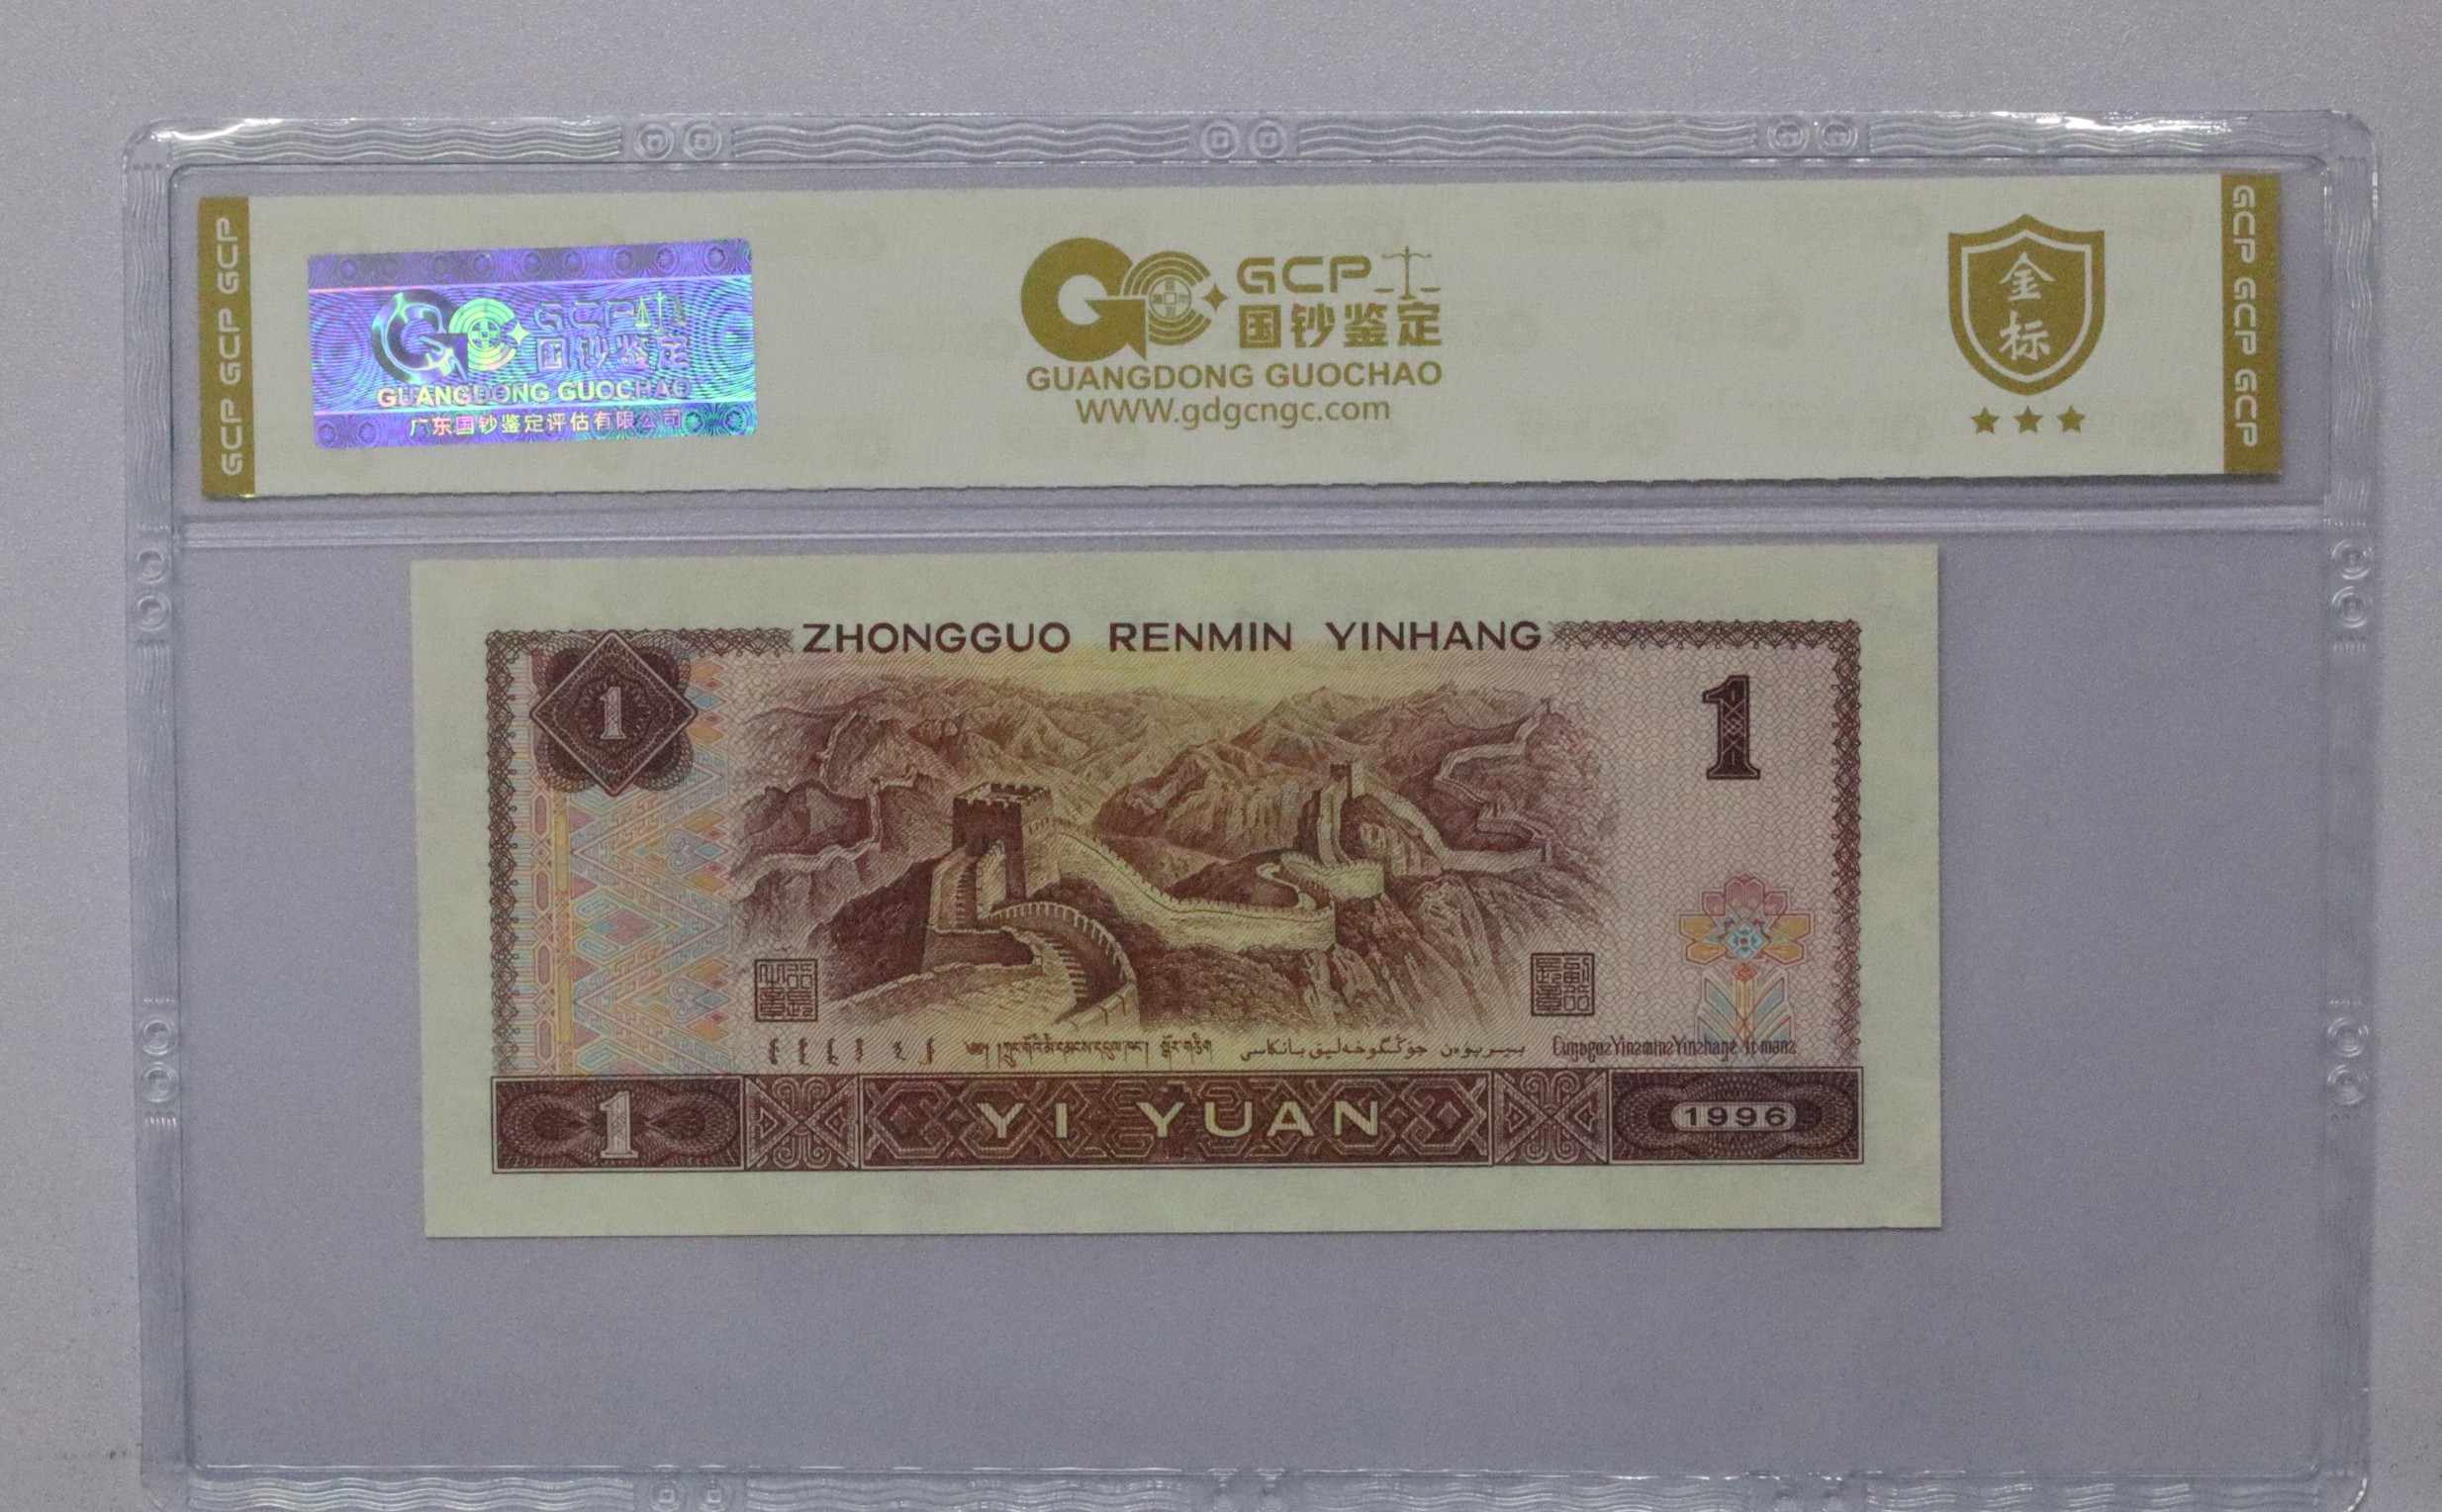 GCP GCP GCP
GCP
国钞鉴定
GUANGDONG GUOCHAO
广东国钞鉴定评估有限公司
GCP
国钞鉴定
GUANGDONG GUOCHAO
WWW.gdgcngc.com
金
标
GCP GCP GCP
ZHONGGUO RENMIN YINHANG
1
1
1
YI YUAN
1996